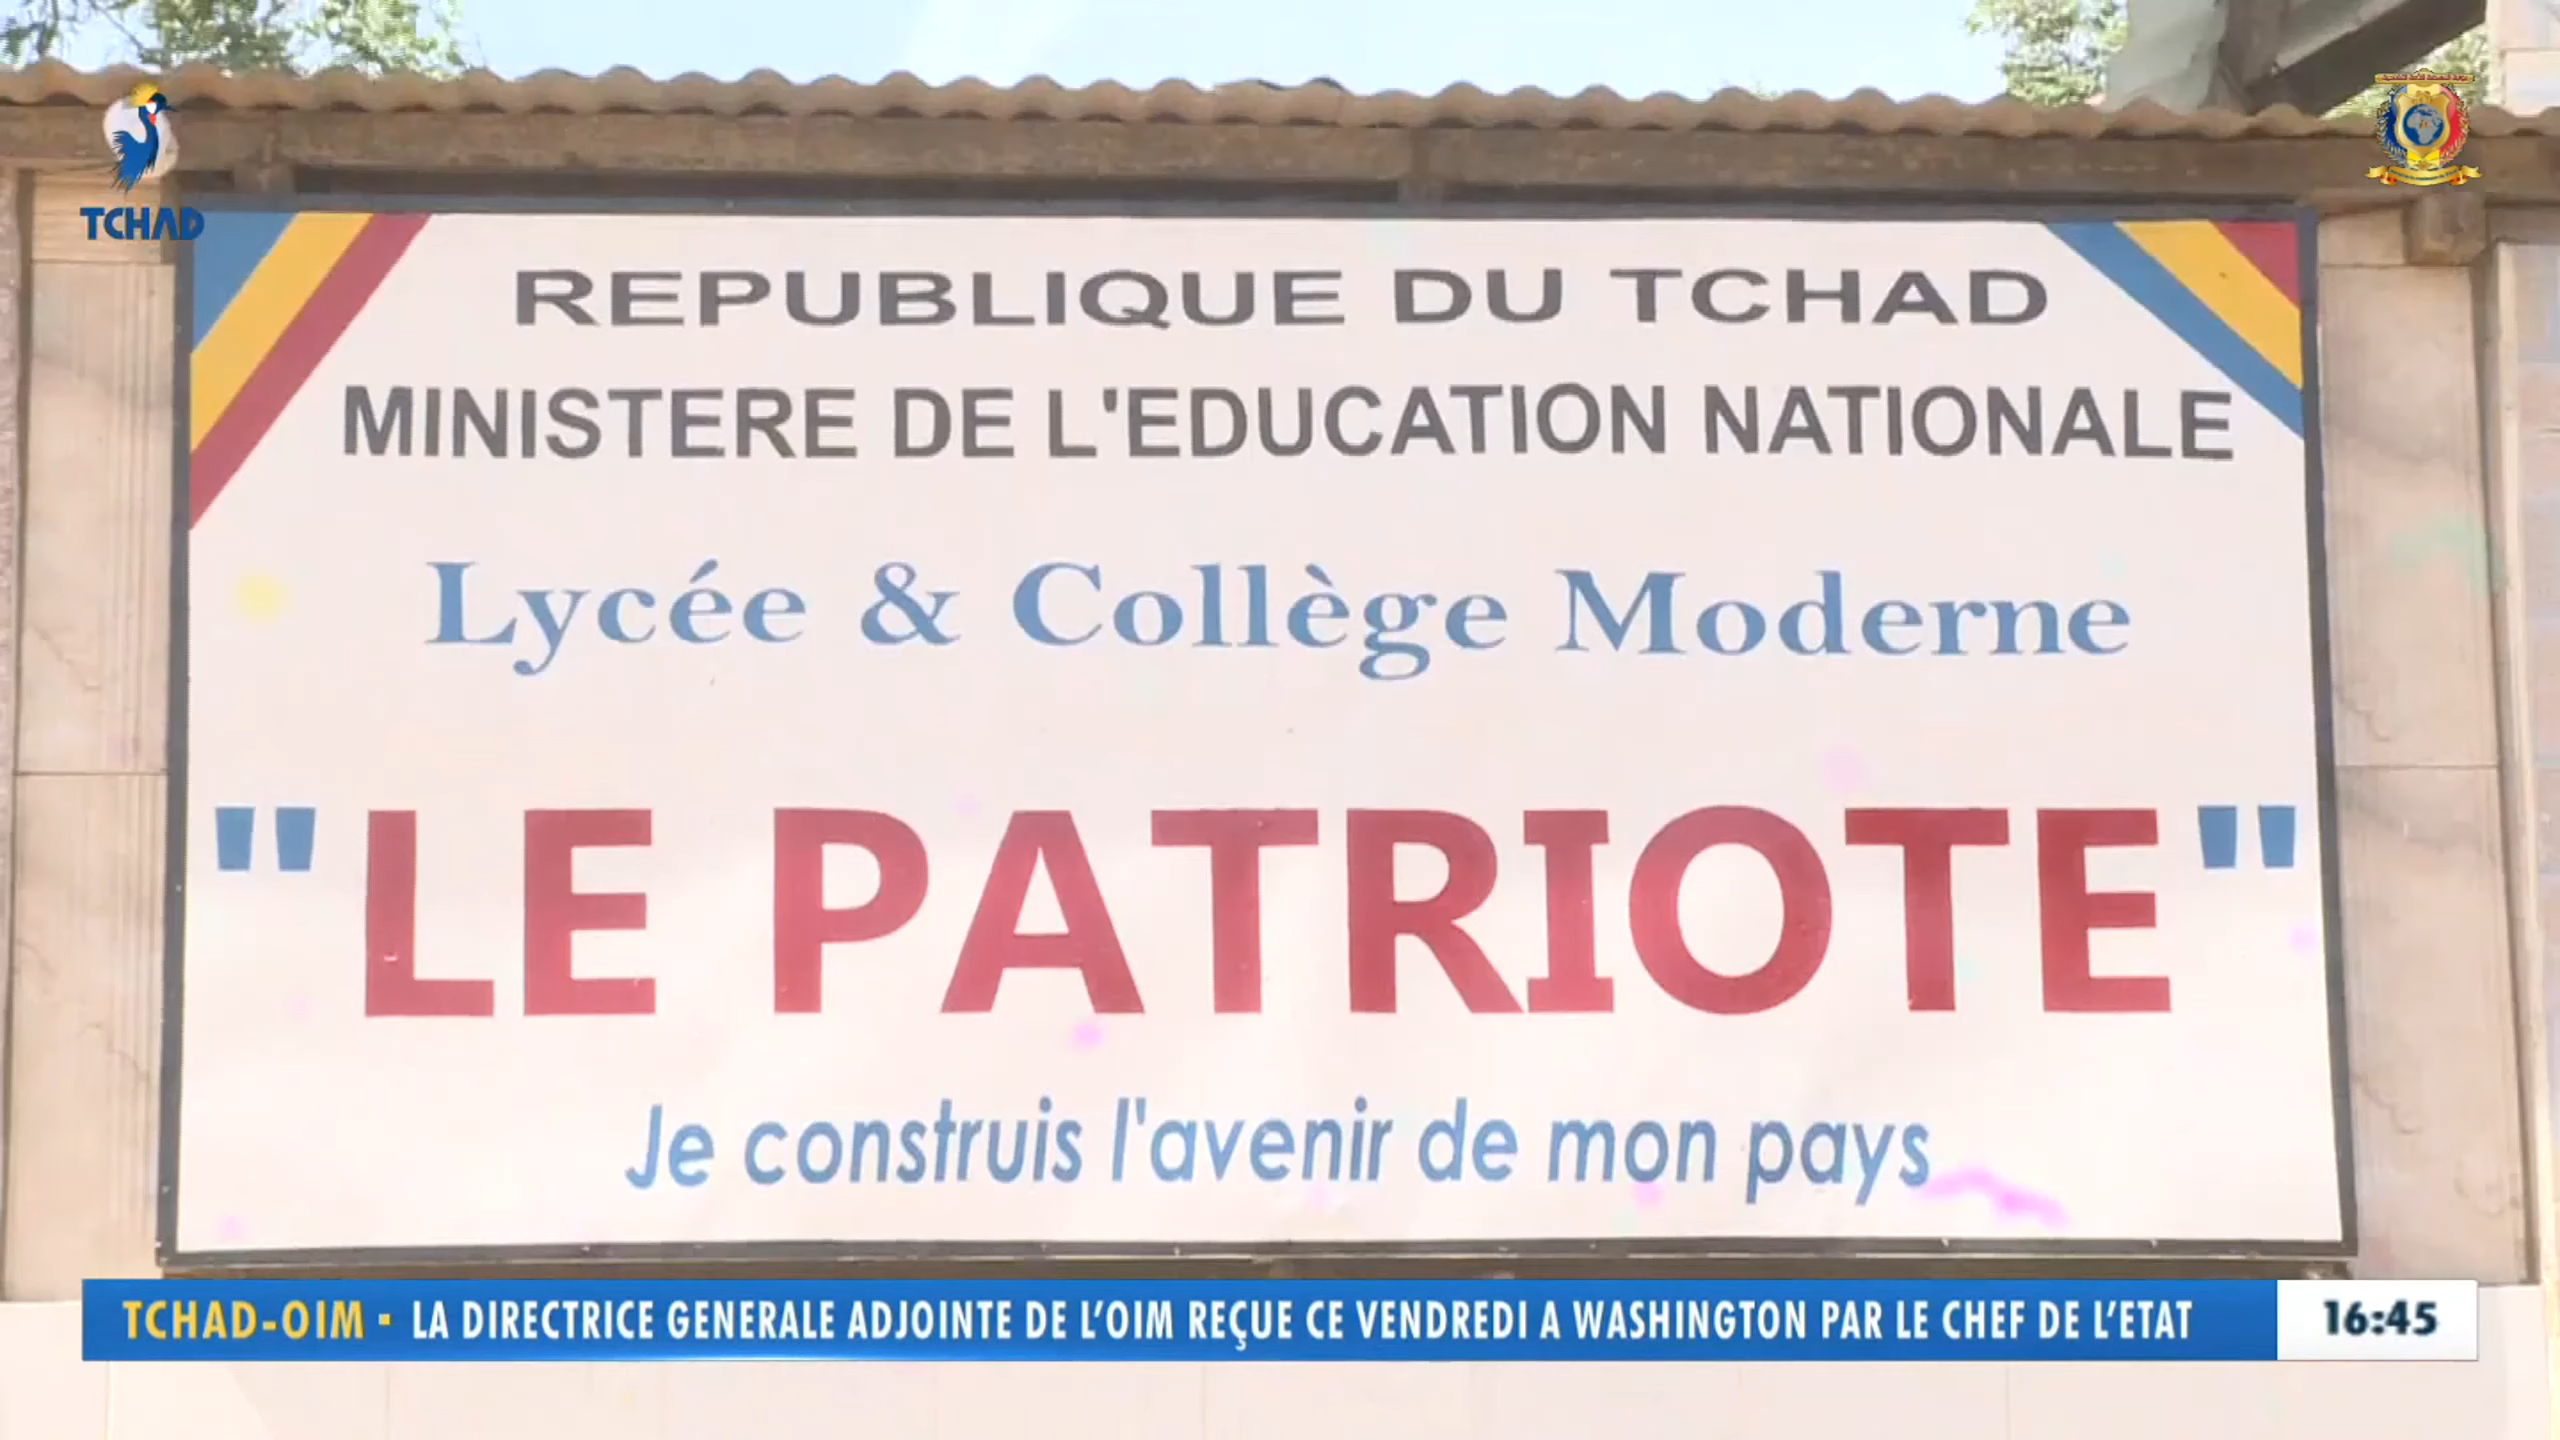 TCHAD
REPUBLIQUE DU TCHAD
MINISTERE DE L'EDUCATION NATIONALE
Lycée & Collège Moderne
"LE PATRIOTE"
Je construis l'avenir de mon pays
TCHAD-OIM · LA DIRECTRICE GENERALE ADJOINTE DE L’OIM REÇUE CE VENDREDI A WASHINGTON PAR LE CHEF DE L’ETAT
16:45